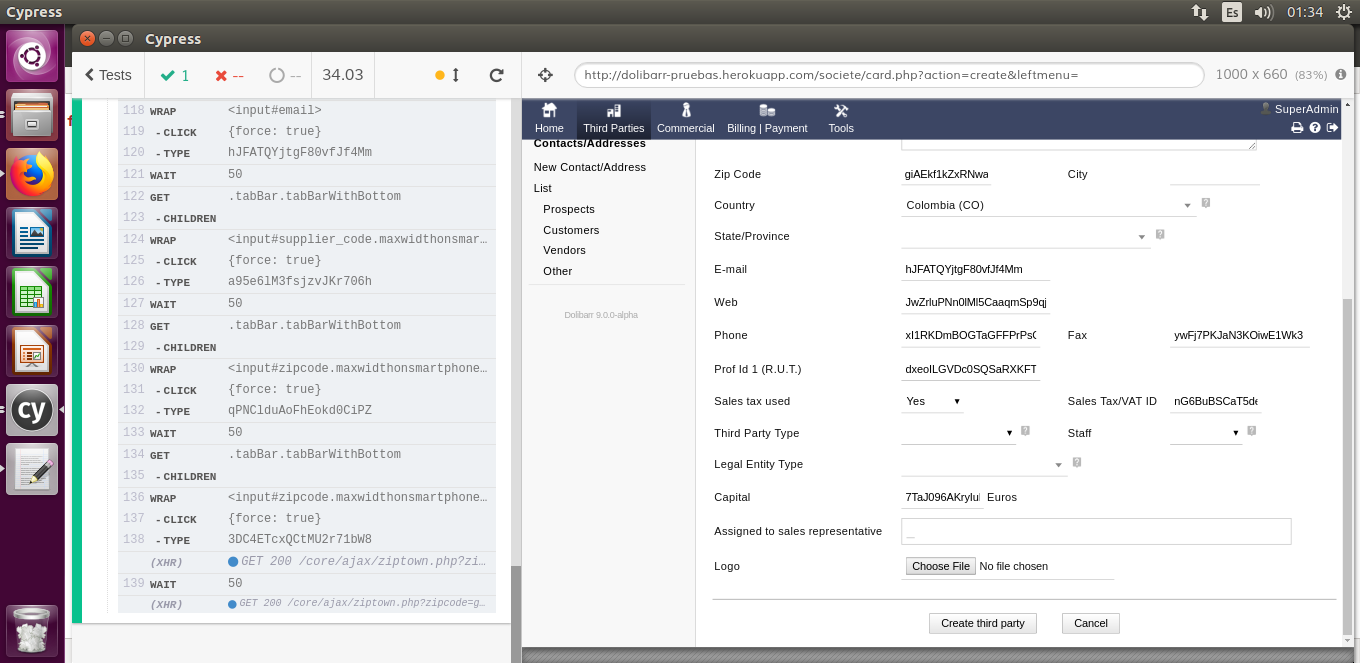 Cypress
Es
01:34
Cypress
Tests
1
--
--
34.03
http://dolibarr-pruebas.herokuapp.com/societe/card.php?action=create&leftmenu=
1000 x 660 (83%)
118 WRAP <input#email>
119 - CLICK {force: true}
120 - TYPE hJFATQYjtgF80vfJf4Mm
121 WAIT 50
122 GET .tabBar.tabBarWithBottom
123 - CHILDREN
124 WRAP <input#supplier_code.maxwidthonsmar…
125 - CLICK {force: true}
126 - TYPE a95e6lM3fsjzvJKr706h
127 WAIT 50
128 GET .tabBar.tabBarWithBottom
129 - CHILDREN
130 WRAP <input#zipcode.maxwidthonsmartphone…
131 - CLICK {force: true}
132 - TYPE qPNClduAoFhEokd0CiPZ
133 WAIT 50
134 GET .tabBar.tabBarWithBottom
135 - CHILDREN
136 WRAP <input#zipcode.maxwidthonsmartphone…
137 - CLICK {force: true}
138 - TYPE 3DC4ETcxQCtMU2r71bW8
(XHR) GET 200 /core/ajax/ziptown.php?zi…
139 WAIT 50
(XHR) GET 200 /core/ajax/ziptown.php?zipcode=g…
Home
Third Parties
Commercial
Billing | Payment
Tools
SuperAdmin
Contacts/Addresses
New Contact/Address
List
Prospects
Customers
Vendors
Other
Dolibarr 9.0.0-alpha
Zip Code giAEkf1kZxRNwa City
Country Colombia (CO)
State/Province
E-mail hJFATQYjtgF80vfJf4Mm
Web JwZrluPNn0lMl5CaaqmSp9qj
Phone xI1RKDmBOGTaGFFPrPsC Fax ywFj7PKJaN3KOiwE1Wk3
Prof Id 1 (R.U.T.) dxeoILGVDc0SQSaRXKFT
Sales tax used Yes Sales Tax/VAT ID nG6BuBSCaT5de
Third Party Type Staff
Legal Entity Type
Capital 7TaJ096AKrylu Euros
Assigned to sales representative
Logo Choose File No file chosen
Create third party Cancel
cy